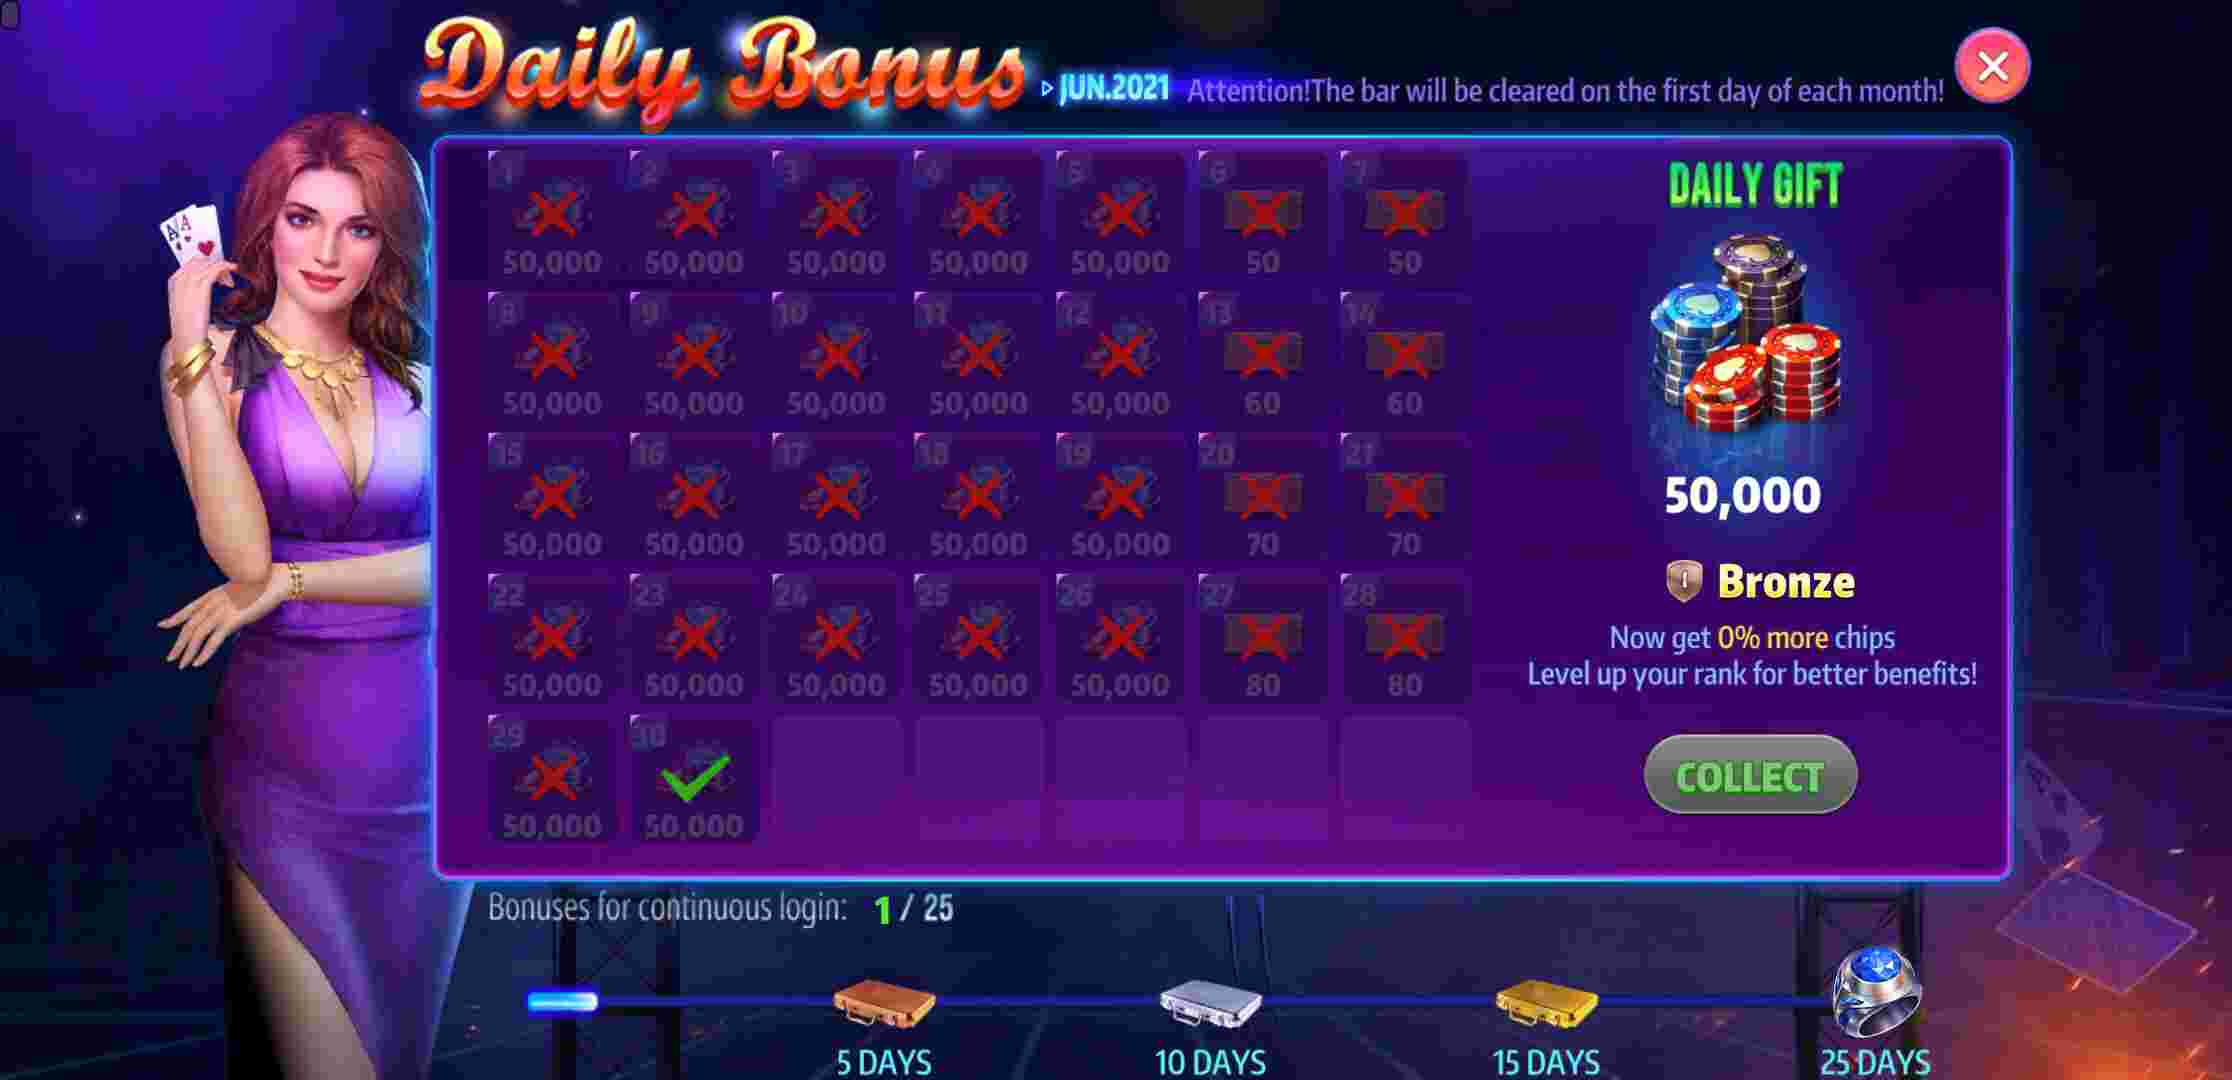 Daily Bonus
JUN.2021 Attention!The bar will be cleared on the first day of each month!
A A
1 2 3 4 5 6 7
50,000 50,000 50,000 50,000 50,000 50 50
8 9 10 11 12 13 14
50,000 50,000 50,000 50,000 50,000 60 60
15 16 17 18 19 20 21
50,000 50,000 50,000 50,000 50,000 70 70
22 23 24 25 26 27 28
50,000 50,000 50,000 50,000 50,000 80 80
29 30
50,000 50,000
DAILY GIFT
50,000
Bronze
Now get 0% more chips
Level up your rank for better benefits!
COLLECT
Bonuses for continuous login: 1 / 25
5 DAYS 10 DAYS 15 DAYS 25 DAYS